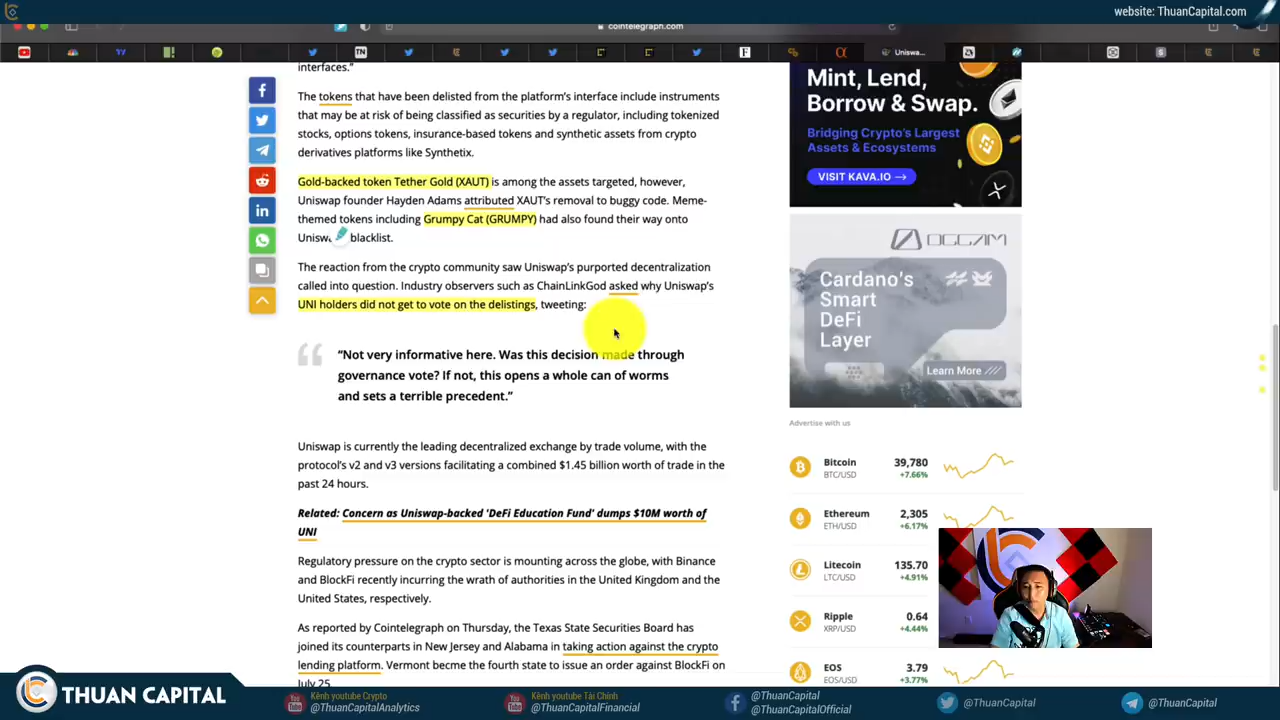 website: ThuanCapital.com
cointelegraph.com
Uniswa...
interfaces."
The tokens that have been delisted from the platform's interface include instruments
that may be at risk of being classified as securities by a regulator, including tokenized
stocks, options tokens, insurance-based tokens and synthetic assets from crypto
derivatives platforms like Synthetix.
Gold-backed token Tether Gold (XAUT) is among the assets targeted, however,
Uniswap founder Hayden Adams attributed XAUT's removal to buggy code. Meme-
themed tokens including Grumpy Cat (GRUMPY) had also found their way onto
blacklist.
The reaction from the crypto community saw Uniswap's purported decentralization
called into question. Industry observers such as ChainLinkGod asked why Uniswap's
UNI holders did not get to vote on the delistings, tweeting:
"Not very informative here. Was this decision made through
governance vote? If not, this opens a whole can of worms
and sets a terrible precedent."
Uniswap is currently the leading decentralized exchange by trade volume, with the
protocol's v2 and v3 versions facilitating a combined $1.45 billion worth of trade in the
past 24 hours.
Related: Concern as Uniswap-backed 'DeFi Education Fund' dumps $10M worth of
UNI
Regulatory pressure on the crypto sector is mounting across the globe, with Binance
and BlockFi recently incurring the wrath of authorities in the United Kingdom and the
United States, respectively.
As reported by Cointelegraph on Thursday, the Texas State Securities Board has
joined its counterparts in New Jersey and Alabama in taking action against the crypto
lending platform. Vermont becme the fourth state to issue an order against BlockFi on
July 25.
Mint, Lend,
Borrow & Swap.
Bridging Crypto's Largest
Assets & Ecosystems
VISIT KAVA.IO →
OCCAM
Cardano's
Smart
DeFi
Layer
Learn More ///
Advertise with us
Bitcoin 39,780
BTC/USD +7.66%
Ethereum 2,305
ETH/USD +6.17%
Litecoin 135.70
LTC/USD +4.91%
Ripple 0.64
XRP/USD +4.44%
EOS 3.79
EOS/USD +3.77%
THUAN CAPITAL
Kênh youtube Crypto
@ThuanCapitalAnalytics
Kênh youtube Tài Chính
@ThuanCapitalFinancial
@ThuanCapital
@ThuanCapitalOfficial
@ThuanCapital
@ThuanCapital